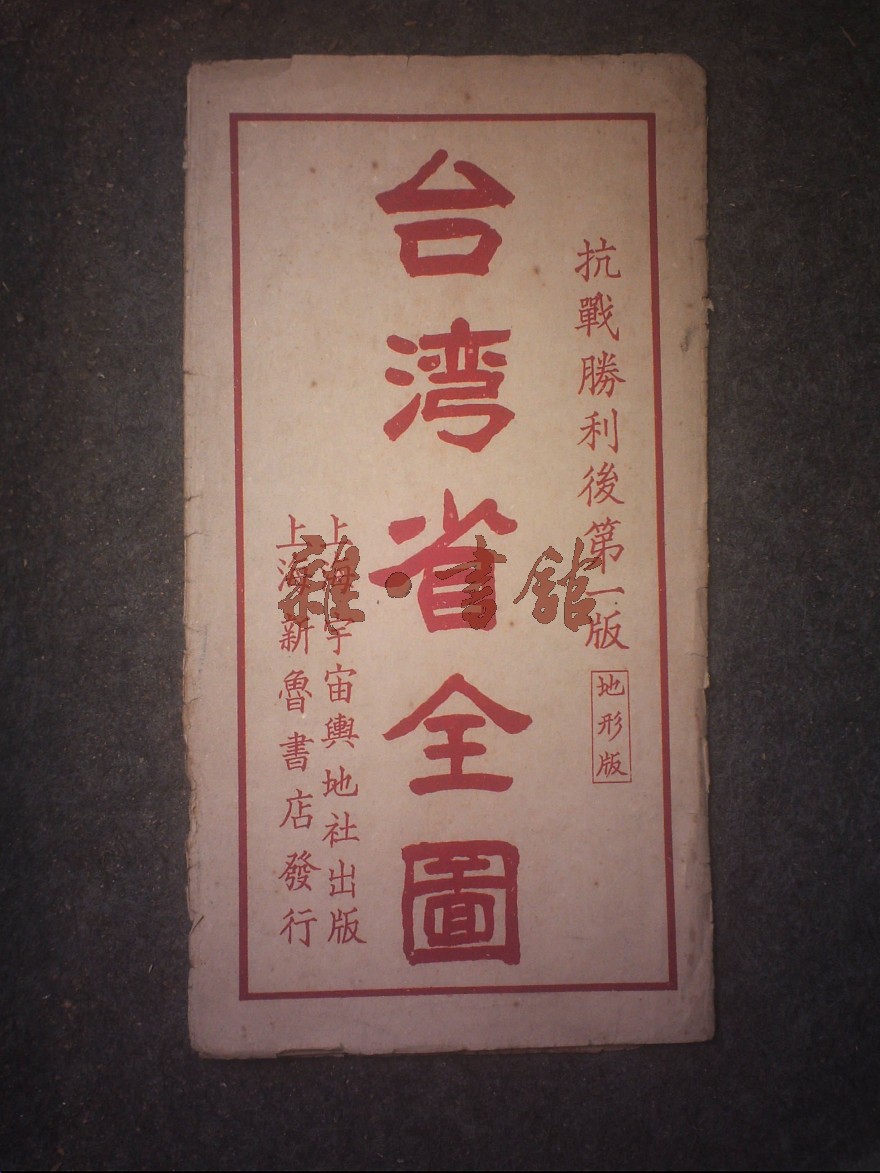 抗戰勝利後第一版
地形版
台湾省全圖
上海宇宙輿地社出版
上海新魯書店發行
雜·書館